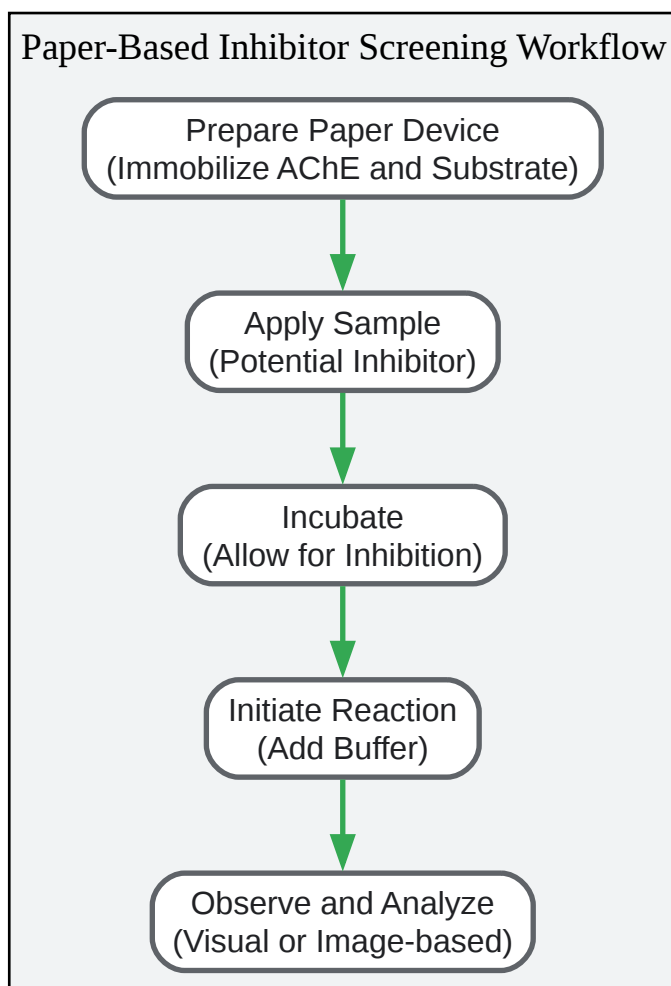 Paper-Based Inhibitor Screening Workflow
Prepare Paper Device
(Immobilize AChE and Substrate)
Apply Sample
(Potential Inhibitor)
Incubate
(Allow for Inhibition)
Initiate Reaction
(Add Buffer)
Observe and Analyze
(Visual or Image-based)